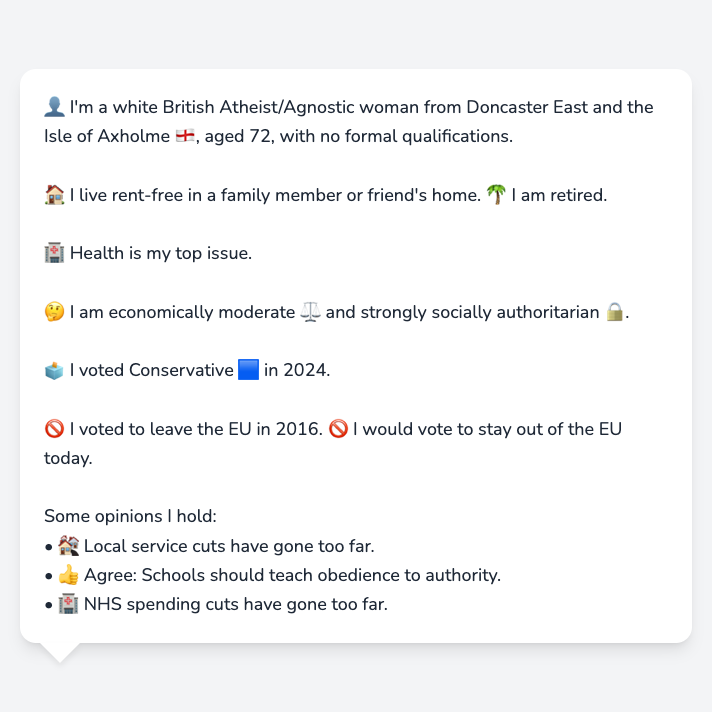 👤 I'm a white British Atheist/Agnostic woman from Doncaster East and the
Isle of Axholme 🏴󠁧󠁢󠁥󠁮󠁧󠁿, aged 72, with no formal qualifications.
🏠 I live rent-free in a family member or friend's home. 🌴 I am retired.
🏥 Health is my top issue.
🤔 I am economically moderate ⚖️ and strongly socially authoritarian 🔒.
🗳️ I voted Conservative 🟦 in 2024.
🚫 I voted to leave the EU in 2016. 🚫 I would vote to stay out of the EU
today.
Some opinions I hold:
• 🏚️ Local service cuts have gone too far.
• 👍 Agree: Schools should teach obedience to authority.
• 🏥 NHS spending cuts have gone too far.